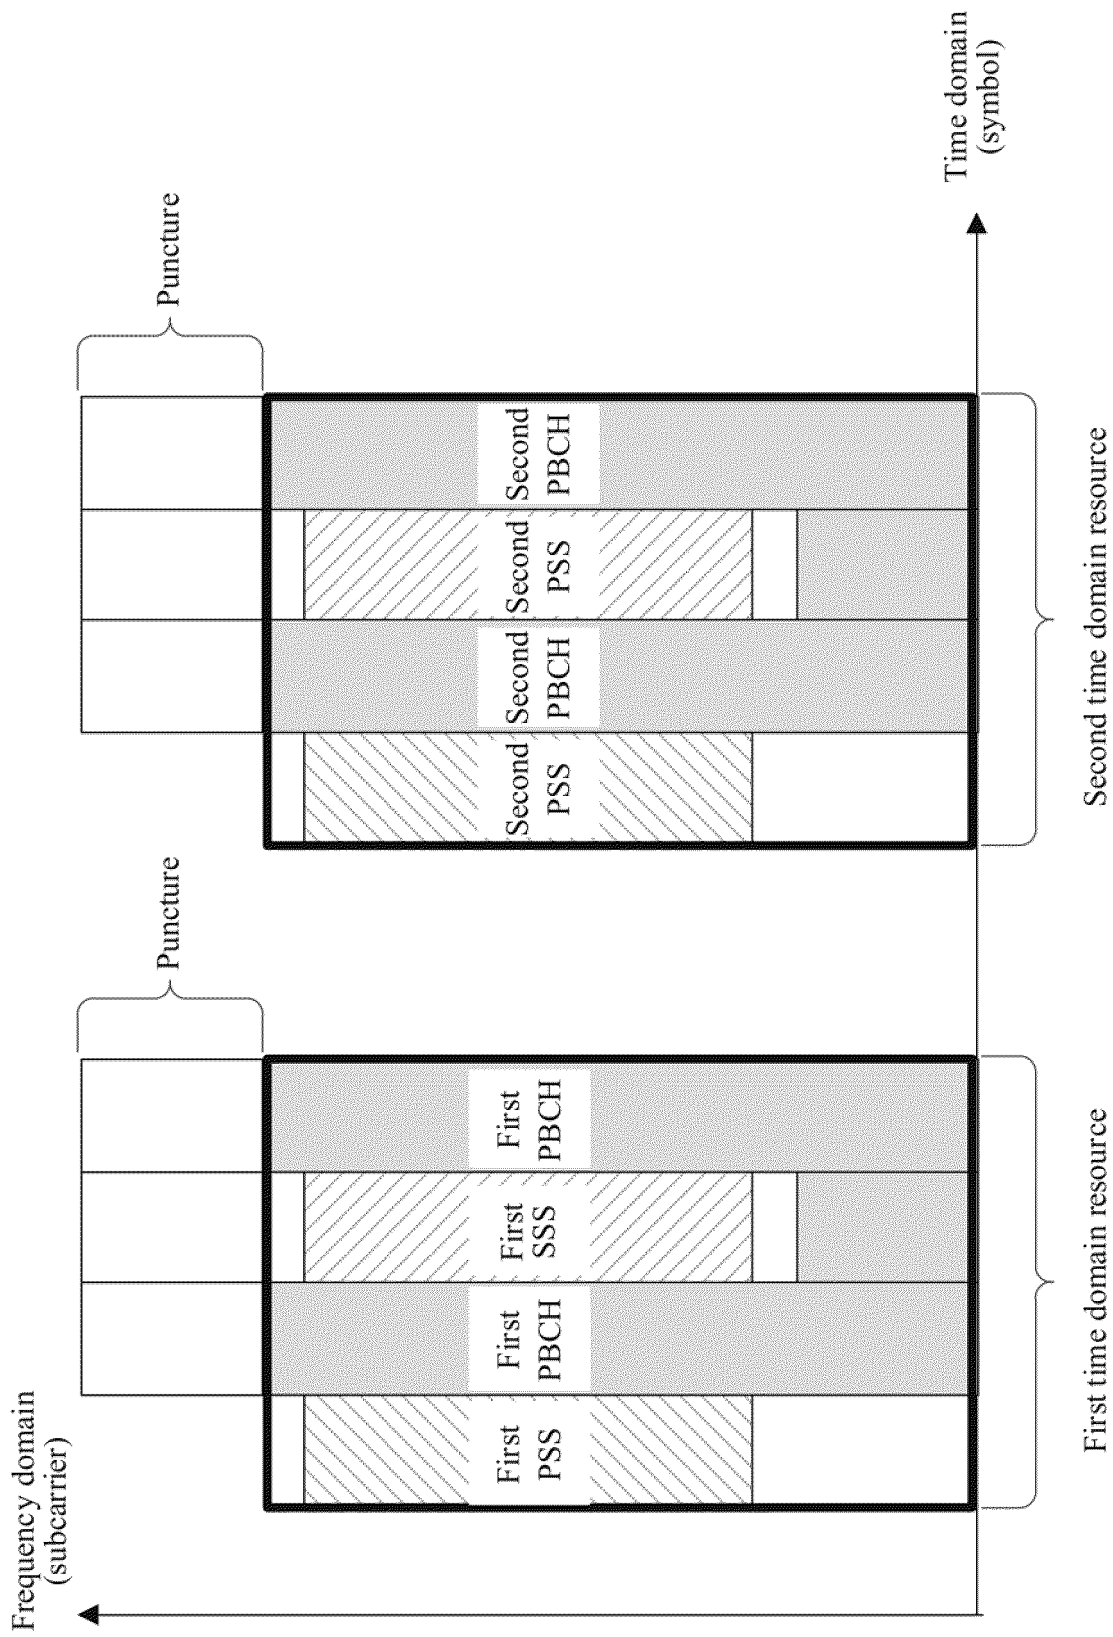 Frequency domain
(subcarrier)
Puncture
Puncture
First
PSS
First
PBCH
First
SSS
First
PBCH
Second
PSS
Second
PBCH
Second
PSS
Second
PBCH
Time domain
(symbol)
First time domain resource
Second time domain resource